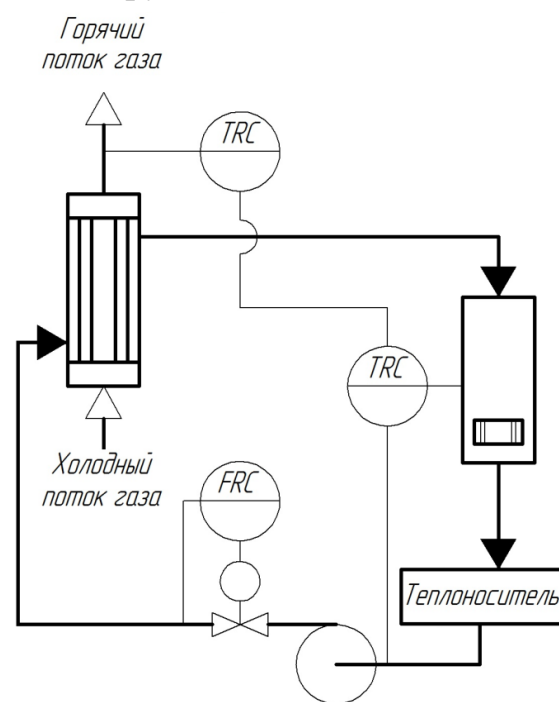 Горячий
поток газа
TRC
TRC
Холодный
поток газа
FRC
Теплоноситель